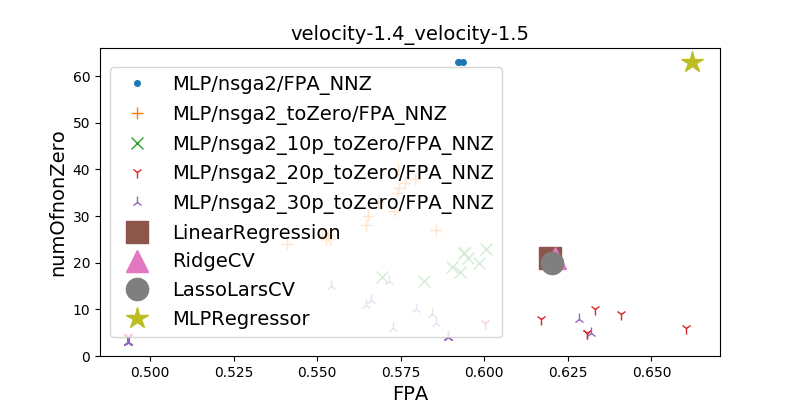 velocity-1.4_velocity-1.5
numOfnonZero
60
50
40
30
20
10
0
MLP/nsga2/FPA_NNZ
MLP/nsga2_toZero/FPA_NNZ
MLP/nsga2_10p_toZero/FPA_NNZ
MLP/nsga2_20p_toZero/FPA_NNZ
MLP/nsga2_30p_toZero/FPA_NNZ
LinearRegression
RidgeCV
LassoLarsCV
MLPRegressor
0.500 0.525 0.550 0.575 0.600 0.625 0.650
FPA